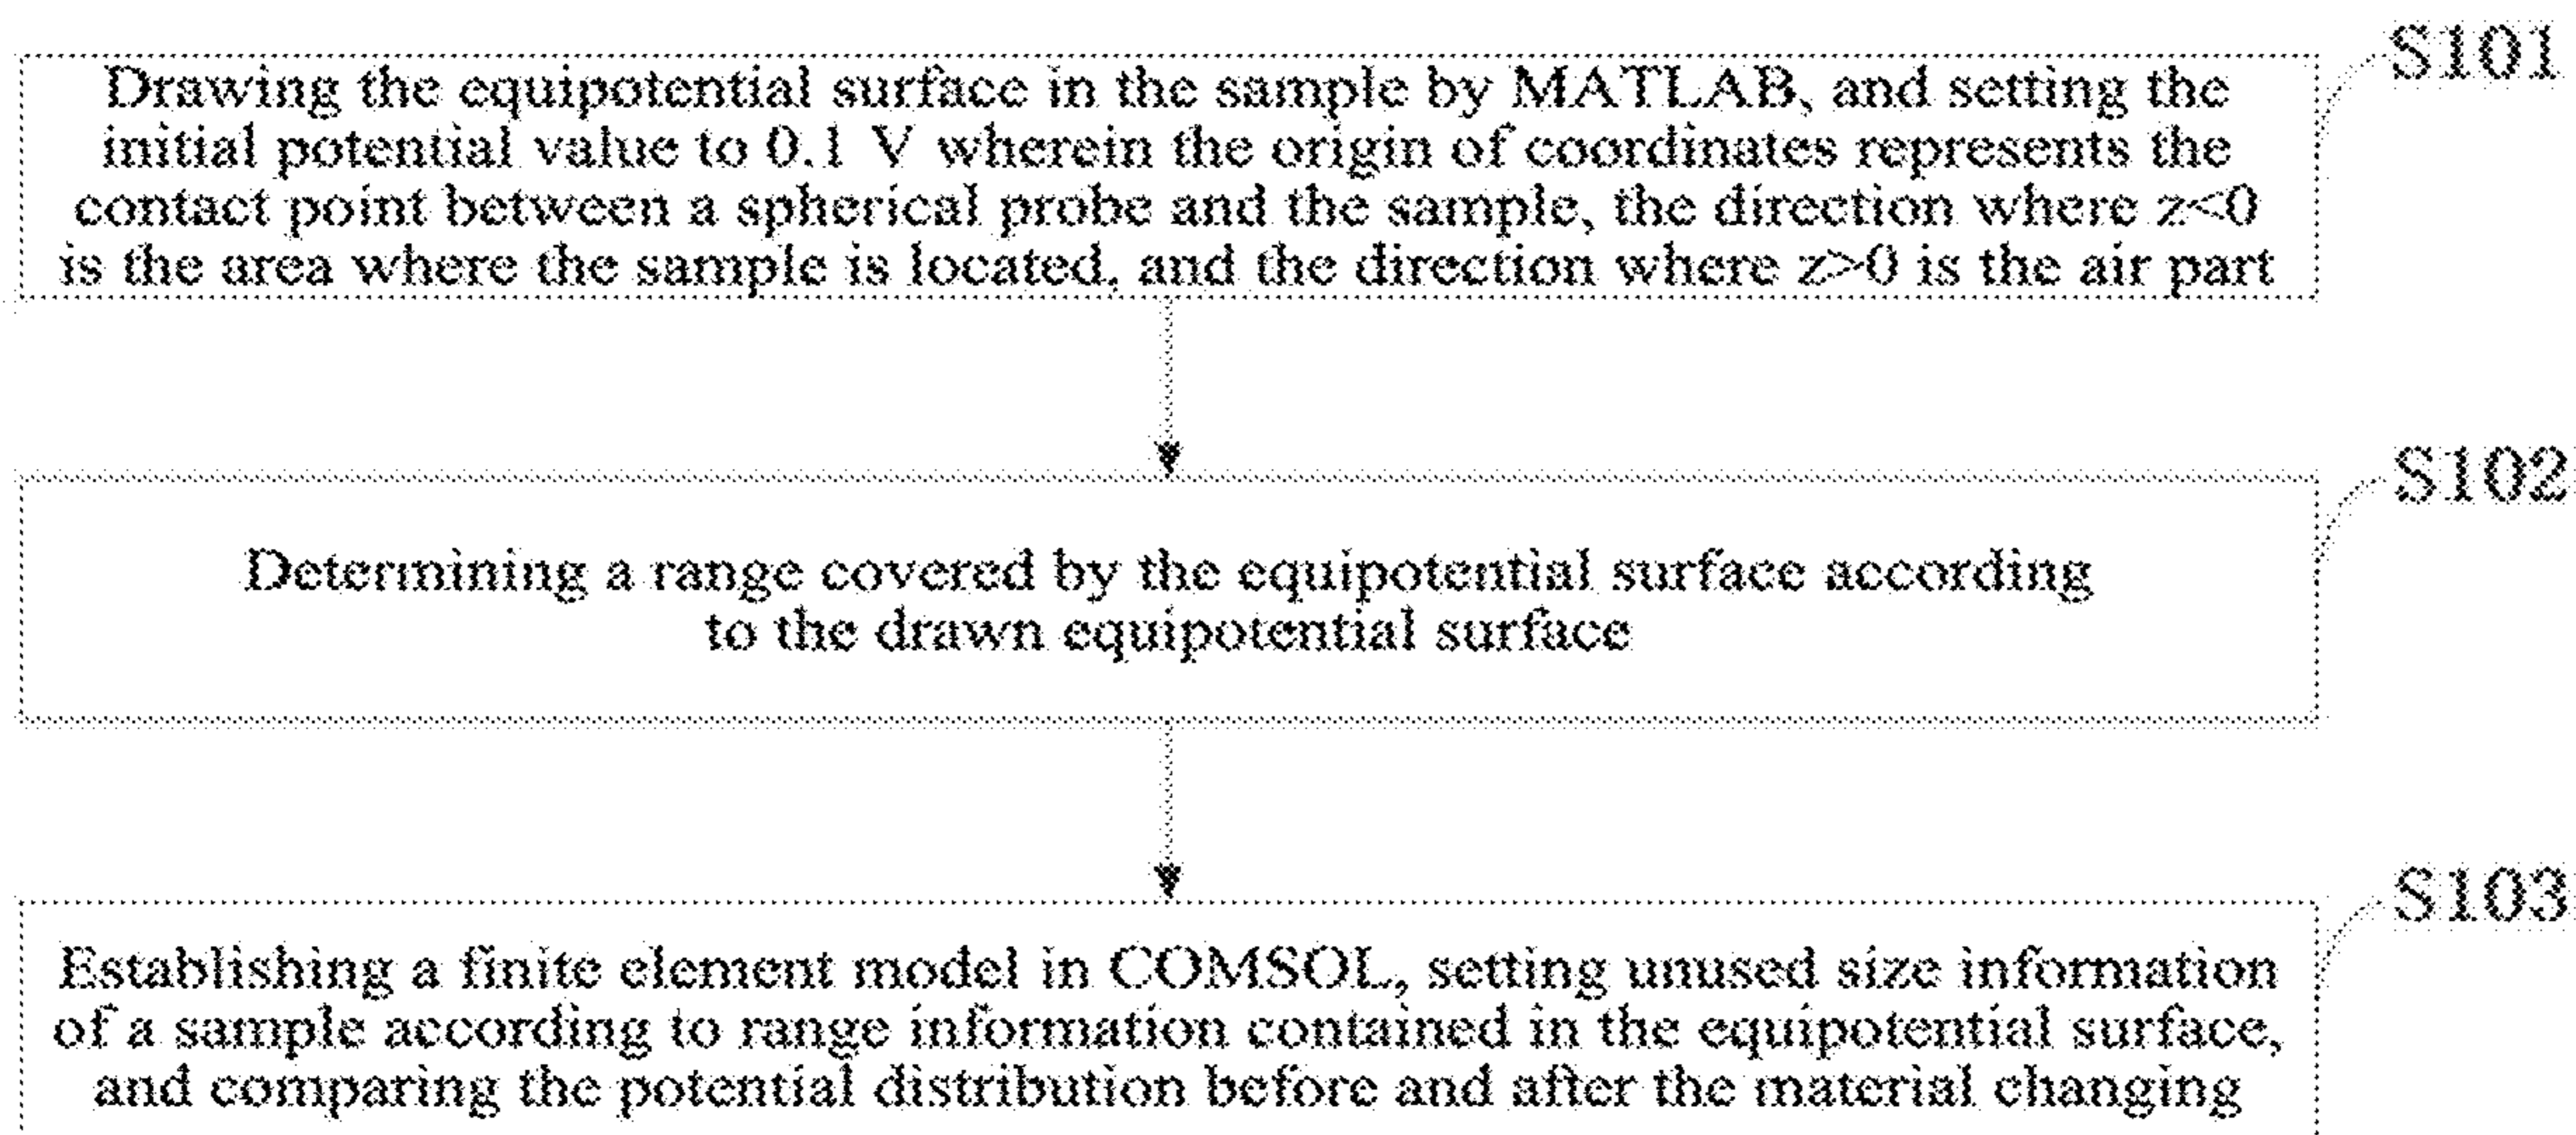 S101
Drawing the equipotential surface in the sample by MATLAB, and setting the
initial potential value to 0.1 V wherein the origin of coordinates represents the
contact point between a spherical probe and the sample, the direction where z<0
is the area where the sample is located, and the direction where z>0 is the air part
S102
Determining a range covered by the equipotential surface according
to the drawn equipotential surface
S103
Establishing a finite element model in COMSOL, setting unused size information
of a sample according to range information contained in the equipotential surface,
and comparing the potential distribution before and after the material changing